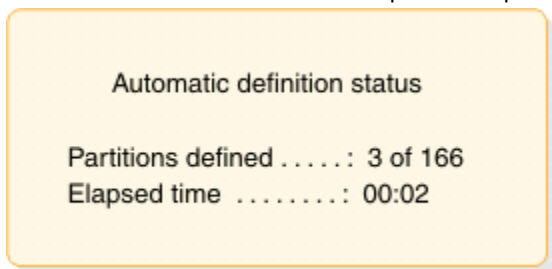 Automatic definition status
Partitions defined . . . . . : 3 of 166
Elapsed time . . . . . . . . : 00:02